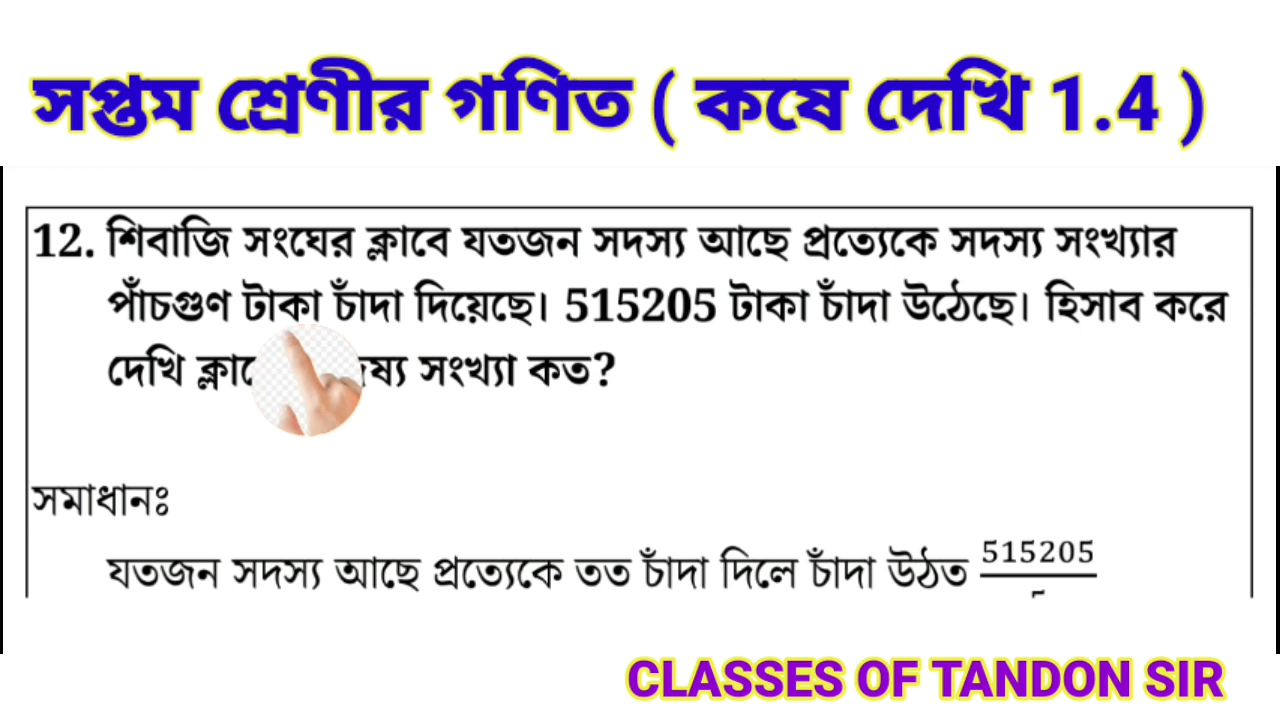 সপ্তম শ্রেণীর গণিত ( কষে দেখি 1.4 )
12. শিবাজি সংঘের ক্লাবে যতজন সদস্য আছে প্রত্যেকে সদস্য সংখ্যার
পাঁচগুণ টাকা চাঁদা দিয়েছে। 515205 টাকা চাঁদা উঠেছে। হিসাব করে
দেখি সংখ্যা কত?
সমাধানঃ
যতজন সদস্য আছে প্রত্যেকে তত চাঁদা দিলে চাঁদা উঠত 515205
CLASSES OF TANDON SIR